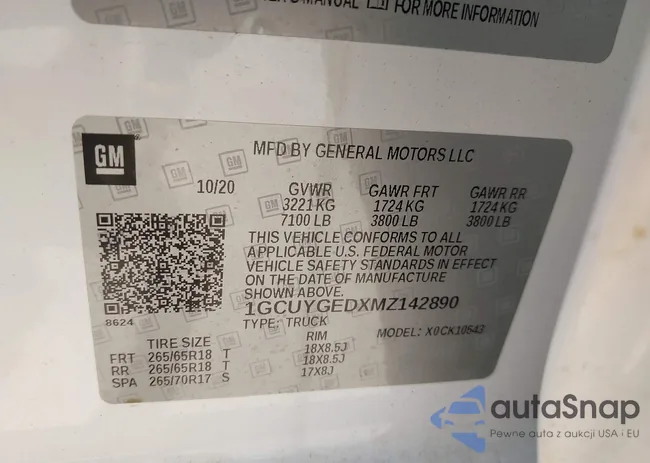 MANUAL FOR MORE INFORMATION
GM
MFD BY GENERAL MOTORS LLC
10/20 GVWR GAWR FRT GAWR RR
3221 KG 1724 KG 1724 KG
7100 LB 3800 LB 3800 LB
THIS VEHICLE CONFORMS TO ALL
APPLICABLE U.S. FEDERAL MOTOR
VEHICLE SAFETY STANDARDS IN
EFFECT ON THE DATE OF MANUFACTURE
SHOWN ABOVE.
1GCUYGEDXMZ142890
TYPE: TRUCK MODEL: X0CK10543
8624
TIRE SIZE RIM
FRT 265/65R18 T 18X8.5J
RR 265/65R18 T 18X8.5J
SPA 265/70R17 S 17X8J
autaSnap
Pewne auta z aukcji USA i EU